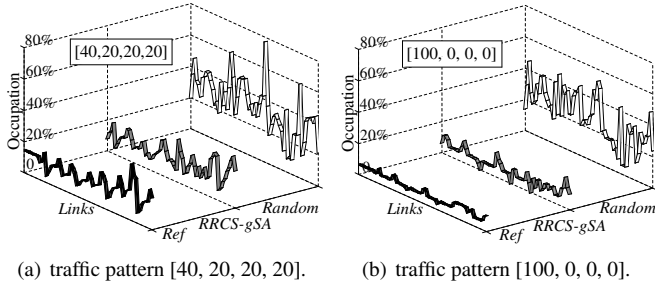 80%
60%
40%
20%
0
Occupation
[40,20,20,20]
Links
Ref
RRCS-gSA
Random
80%
60%
40%
20%
0
Occupation
[100, 0, 0, 0]
Links
Ref
RRCS-gSA
Random
(a) traffic pattern [40, 20, 20, 20].
(b) traffic pattern [100, 0, 0, 0].